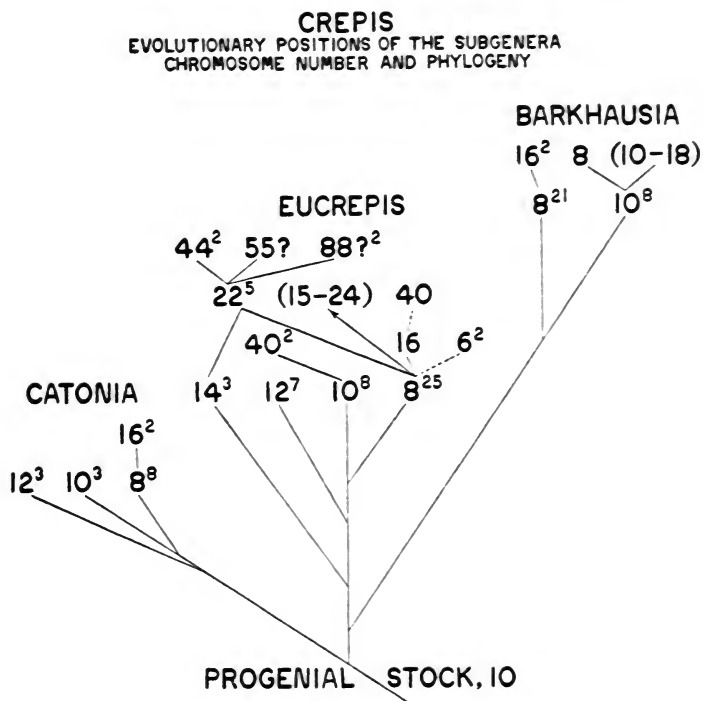 CREPIS
EVOLUTIONARY POSITIONS OF THE SUBGENERA
CHROMOSOME NUMBER AND PHYLOGENY
BARKHAUSIA
16² 8 (10-18)
8²¹ 10⁸
EUCREPIS
44² 55? 88?²
22⁵ (15-24) 40
40² 16 6²
14³ 12⁷ 10⁸ 8²⁵
CATONIA
16²
12³ 10³ 8⁸
PROGENIAL STOCK, 10